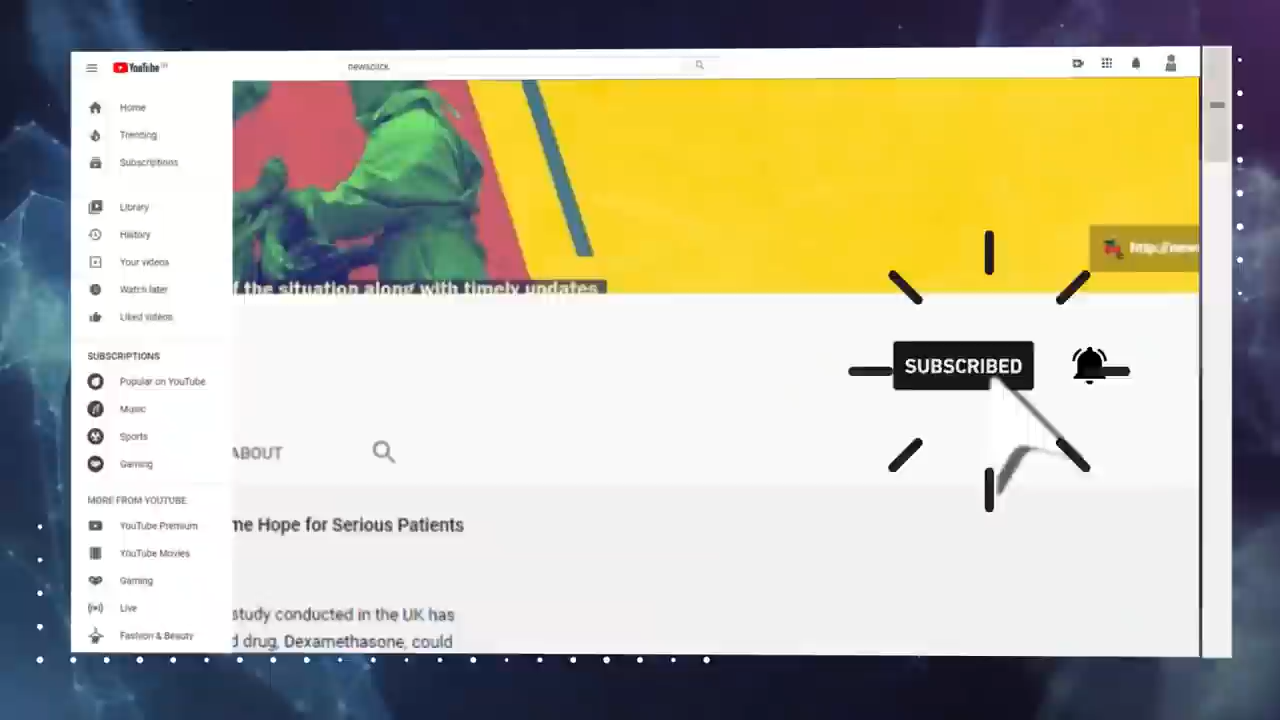 YouTube
newsclick
Home
Trending
Subscriptions
Library
History
Your videos
Watch later
Liked videos
SUBSCRIPTIONS
Popular on YouTube
Music
Sports
Gaming
MORE FROM YOUTUBE
YouTube Premium
YouTube Movies
Gaming
Live
Fashion & Beauty
http://news
f the situation along with timely updates
SUBSCRIBED
ABOUT
me Hope for Serious Patients
study conducted in the UK has
d drug, Dexamethasone, could